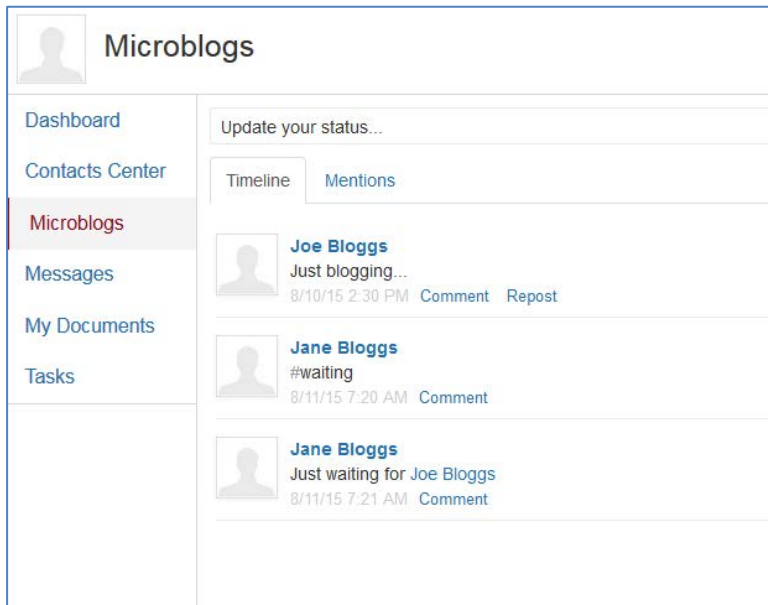 Microblogs
Dashboard
Contacts Center
Microblogs
Messages
My Documents
Tasks
Update your status...
Timeline Mentions
Joe Bloggs
Just blogging...
8/10/15 2:30 PM Comment Repost
Jane Bloggs
#waiting
8/11/15 7:20 AM Comment
Jane Bloggs
Just waiting for Joe Bloggs
8/11/15 7:21 AM Comment